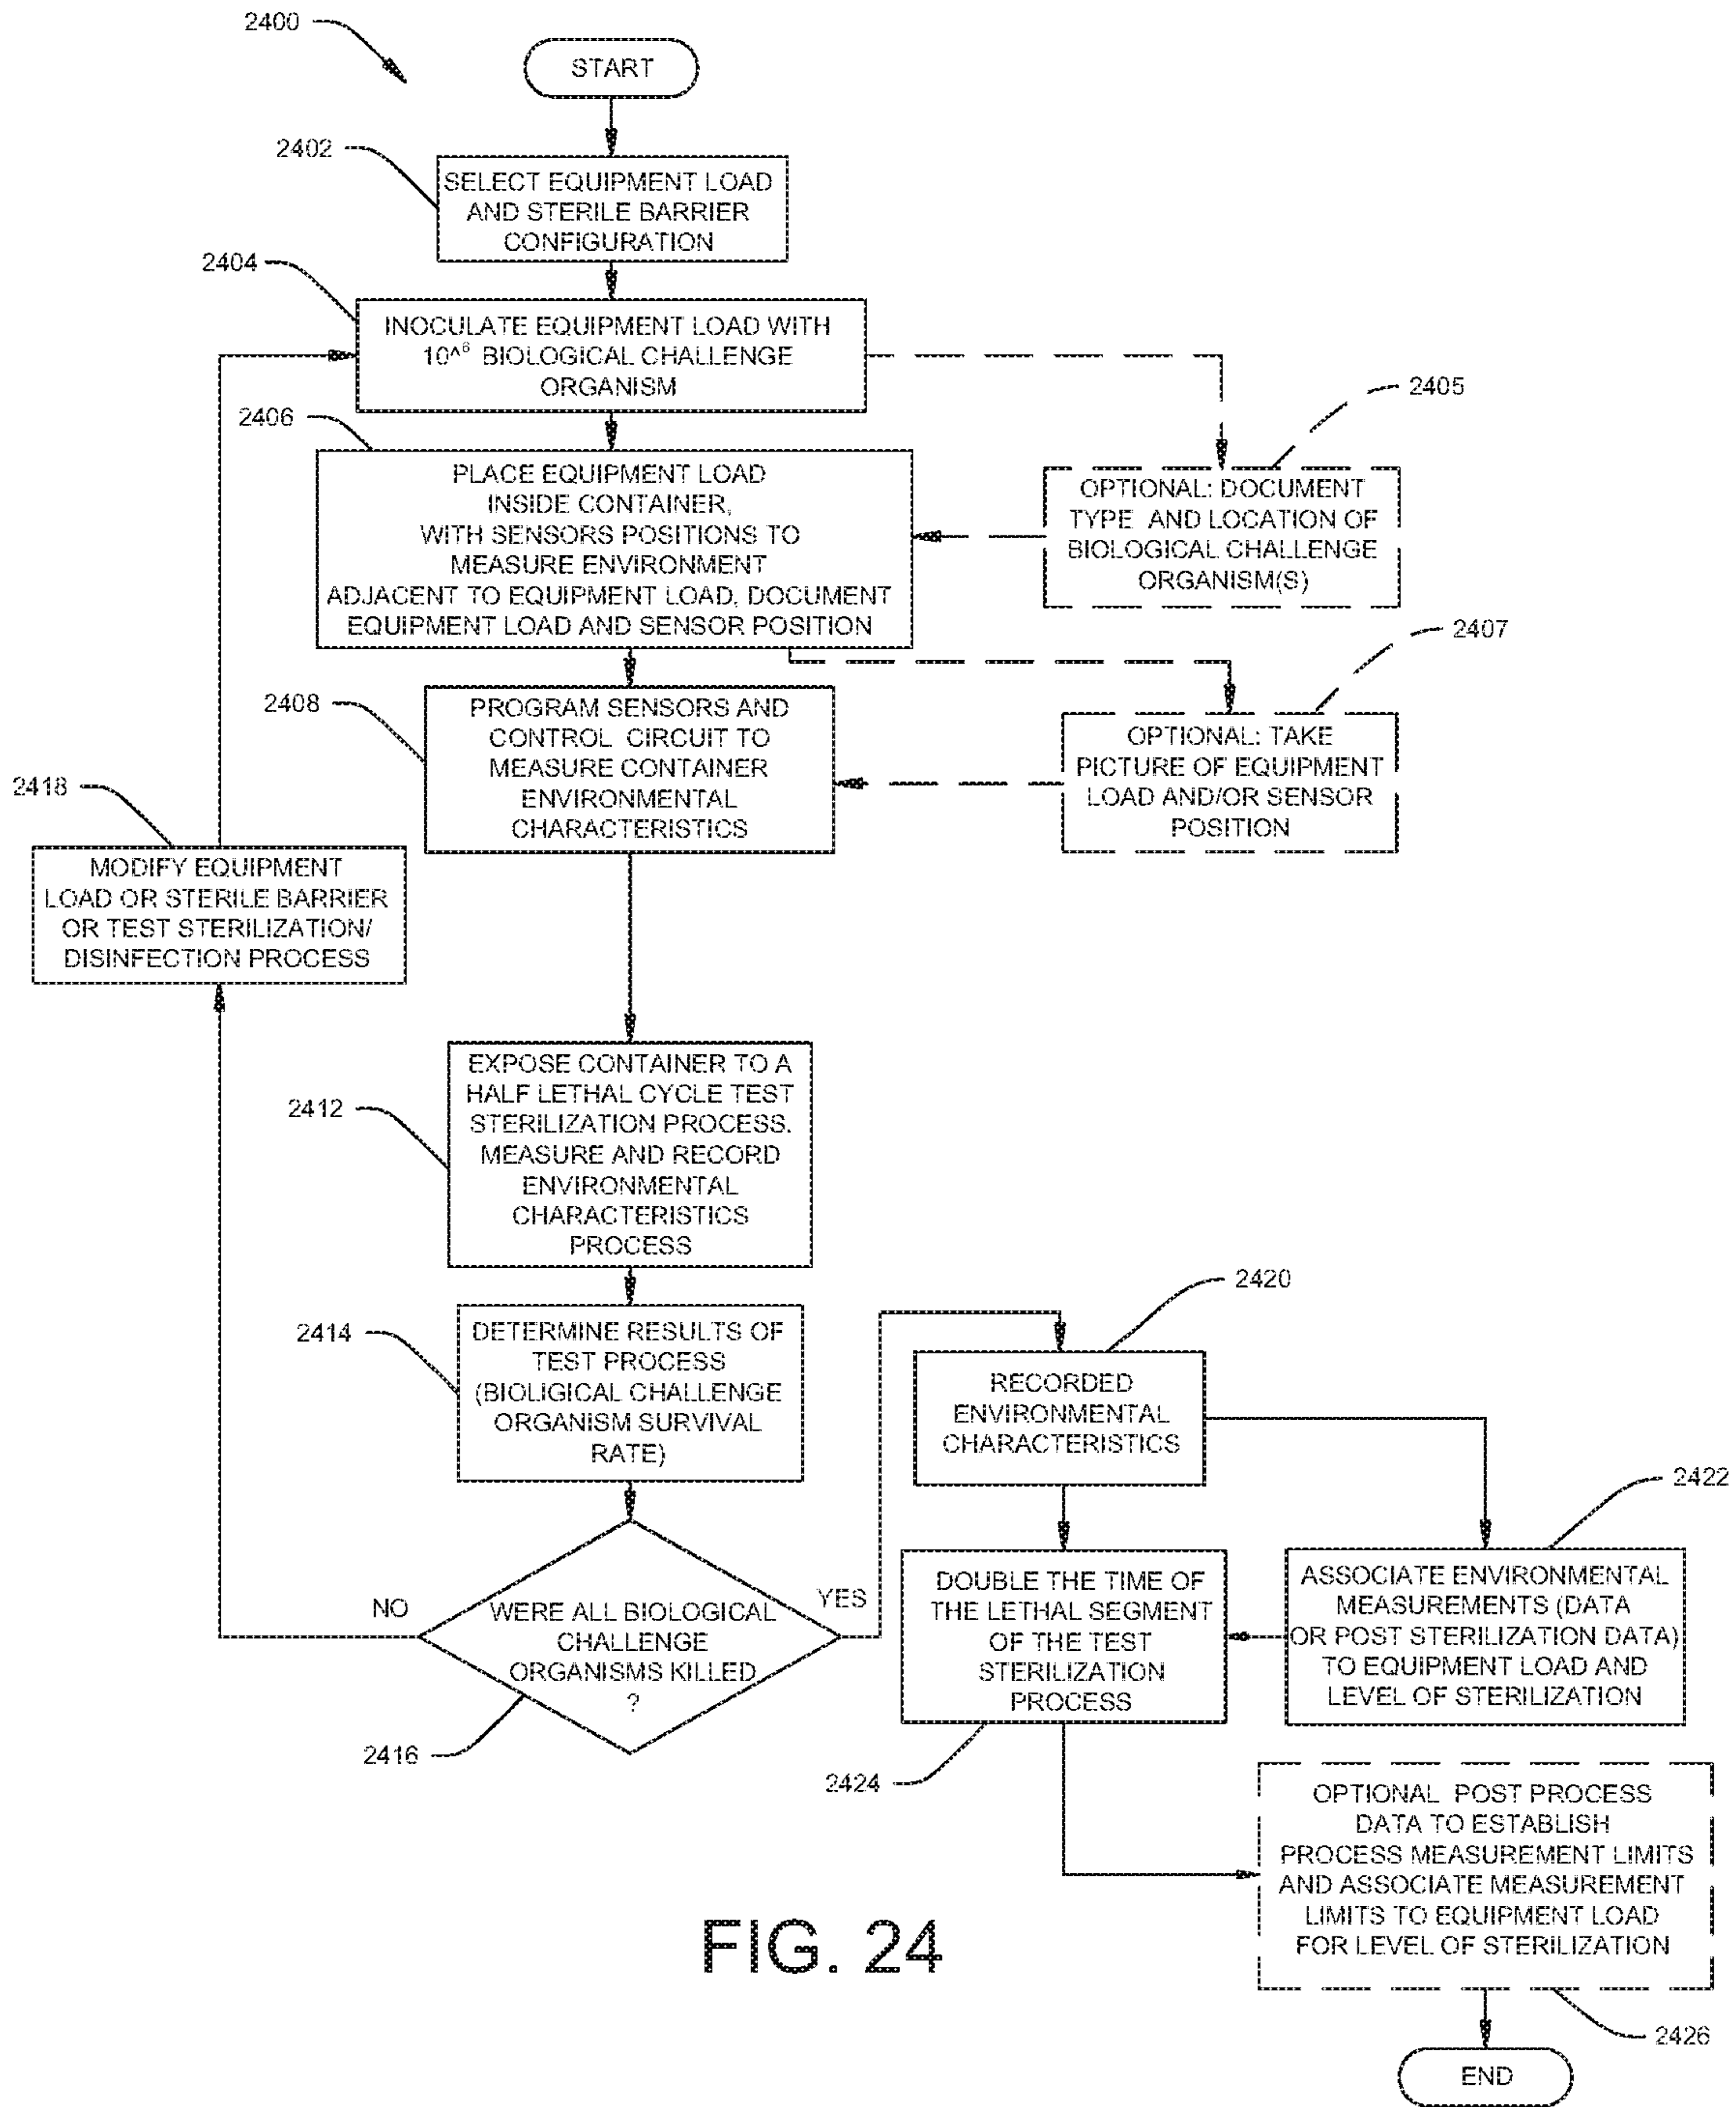 2400
START
2402
SELECT EQUIPMENT LOAD
AND STERILE BARRIER
CONFIGURATION
2404
INOCULATE EQUIPMENT LOAD WITH
10^⁶ BIOLOGICAL CHALLENGE
ORGANISM
2405
OPTIONAL: DOCUMENT
TYPE AND LOCATION OF
BIOLOGICAL CHALLENGE
ORGANISM(S)
2406
PLACE EQUIPMENT LOAD
INSIDE CONTAINER,
WITH SENSORS POSITIONS TO
MEASURE ENVIRONMENT
ADJACENT TO EQUIPMENT LOAD, DOCUMENT
EQUIPMENT LOAD AND SENSOR POSITION
2407
OPTIONAL: TAKE
PICTURE OF EQUIPMENT
LOAD AND/OR SENSOR
POSITION
2408
PROGRAM SENSORS AND
CONTROL CIRCUIT TO
MEASURE CONTAINER
ENVIRONMENTAL
CHARACTERISTICS
2418
MODIFY EQUIPMENT
LOAD OR STERILE BARRIER
OR TEST STERILIZATION/
DISINFECTION PROCESS
2412
EXPOSE CONTAINER TO A
HALF LETHAL CYCLE TEST
STERILIZATION PROCESS.
MEASURE AND RECORD
ENVIRONMENTAL
CHARACTERISTICS
PROCESS
2414
DETERMINE RESULTS OF
TEST PROCESS
(BIOLIGICAL CHALLENGE
ORGANISM SURVIVAL
RATE)
2416
NO
YES
WERE ALL BIOLOGICAL
CHALLENGE
ORGANISMS KILLED
?
2420
RECORDED
ENVIRONMENTAL
CHARACTERISTICS
2422
ASSOCIATE ENVIRONMENTAL
MEASUREMENTS (DATA
OR POST STERILIZATION DATA)
TO EQUIPMENT LOAD AND
LEVEL OF STERILIZATION
2424
DOUBLE THE TIME OF
THE LETHAL SEGMENT
OF THE TEST
STERILIZATION
PROCESS
OPTIONAL POST PROCESS
DATA TO ESTABLISH
PROCESS MEASUREMENT LIMITS
AND ASSOCIATE MEASUREMENT
LIMITS TO EQUIPMENT LOAD
FOR LEVEL OF STERILIZATION
2426
END
FIG. 24